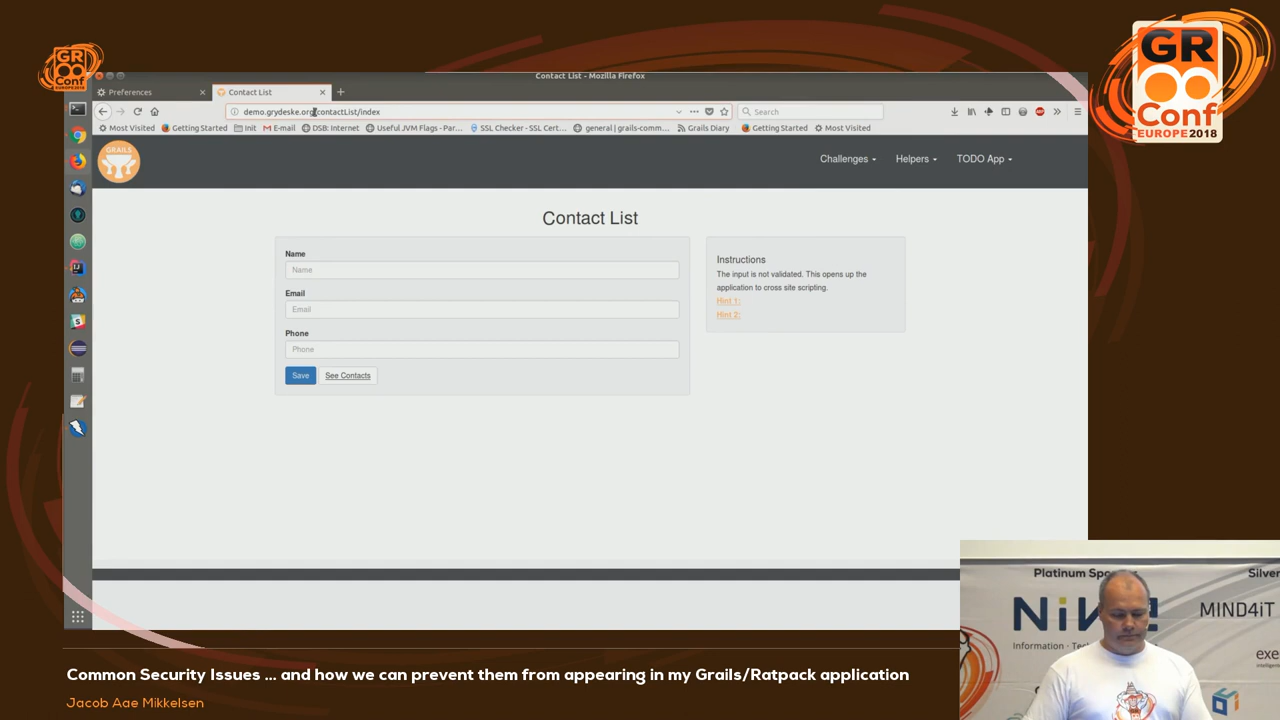 GR
Conf
EUROPE 2018
GR
Conf
EUROPE 2018
Contact List - Mozilla Firefox
Preferences
Contact List
demo.grydeske.org/contactList/index
Search
Most Visited
Getting Started
Init
E-mail
DSB: Internet
Useful JVM Flags - Par...
SSL Checker - SSL Cert...
general | grails-comm...
Grails Diary
Getting Started
Most Visited
GRAILS
Challenges
Helpers
TODO App
Contact List
Name
Name
Email
Email
Phone
Phone
Save
See Contacts
Instructions
The input is not validated. This opens up the
application to cross site scripting.
Hint 1:
Hint 2:
Platinum
Silver
MIND4iT
Information
Common Security Issues ... and how we can prevent them from appearing in my Grails/Ratpack application
Jacob Aae Mikkelsen